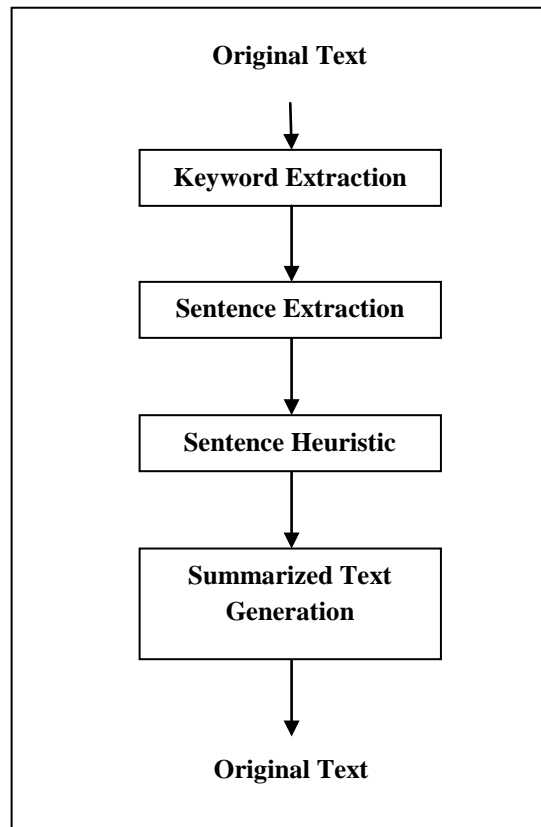 Original Text
Keyword Extraction
Sentence Extraction
Sentence Heuristic
Summarized Text
Generation
Original Text